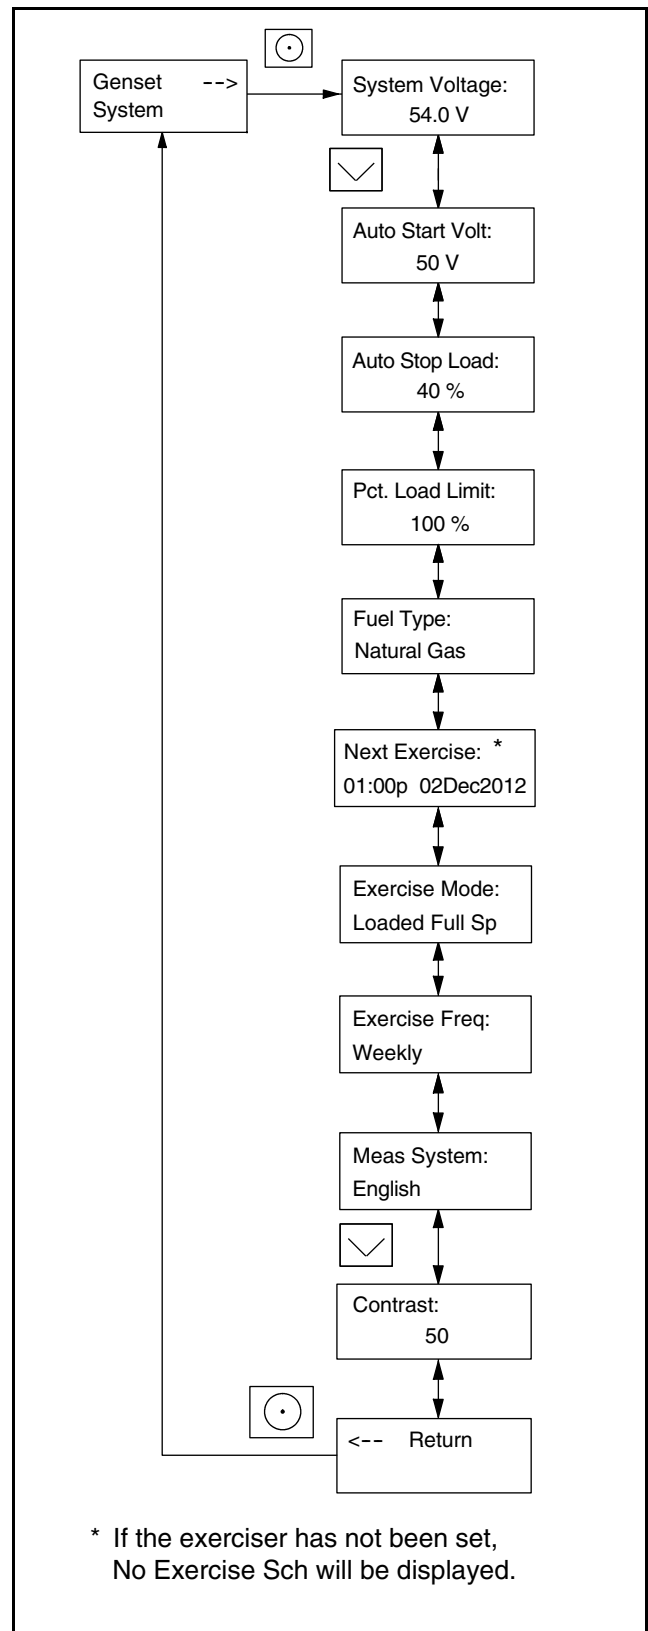 Genset -->
System
System Voltage:
54.0 V
Auto Start Volt:
50 V
Auto Stop Load:
40 %
Pct. Load Limit:
100 %
Fuel Type:
Natural Gas
Next Exercise: *
01:00p 02Dec2012
Exercise Mode:
Loaded Full Sp
Exercise Freq:
Weekly
Meas System:
English
Contrast:
50
<-- Return
* If the exerciser has not been set,
No Exercise Sch will be displayed.